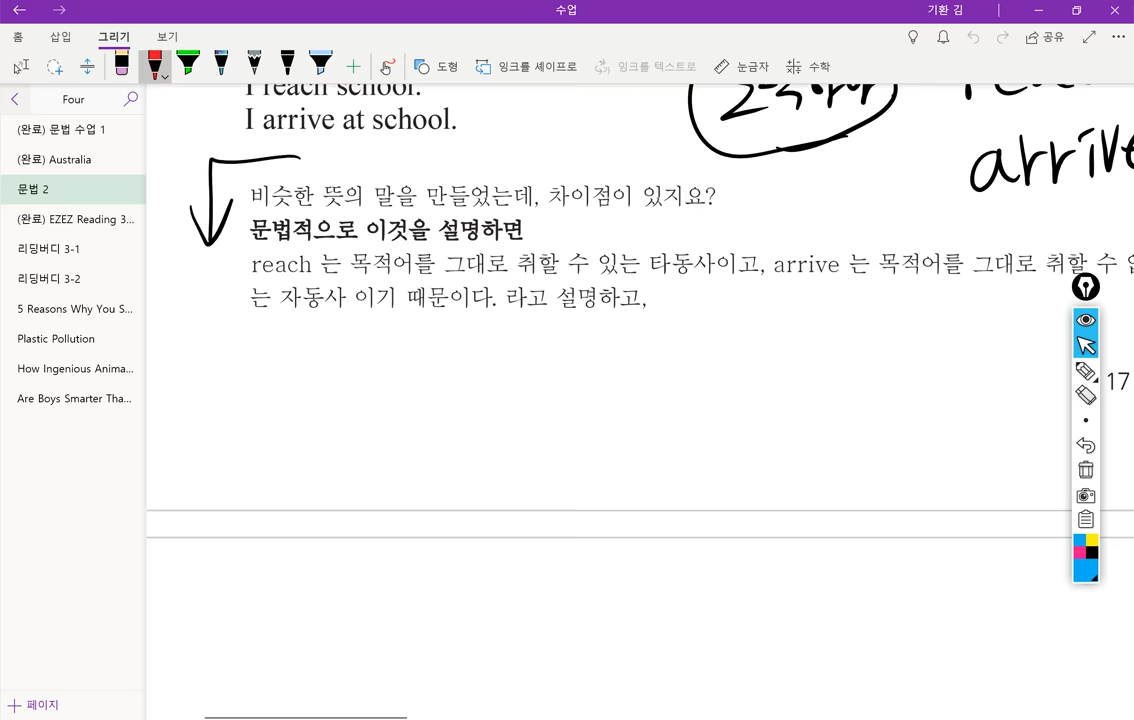 수업
기환 김
홈 삽입 그리기 보기
공유
도형 잉크를 셰이프로 잉크를 텍스트로 눈금자 수학
Four
(완료) 문법 수업 1
(완료) Australia
문법 2
(완료) EZEZ Reading 3...
리딩버디 3-1
리딩버디 3-2
5 Reasons Why You S...
Plastic Pollution
How Ingenious Anima...
Are Boys Smarter Tha...
페이지
I reach school.
I arrive at school.
arrive
비슷한 뜻의 말을 만들었는데, 차이점이 있지요?
문법적으로 이것을 설명하면
reach 는 목적어를 그대로 취할 수 있는 타동사이고, arrive 는 목적어를 그대로 취할 수
는 자동사 이기 때문이다. 라고 설명하고,
17